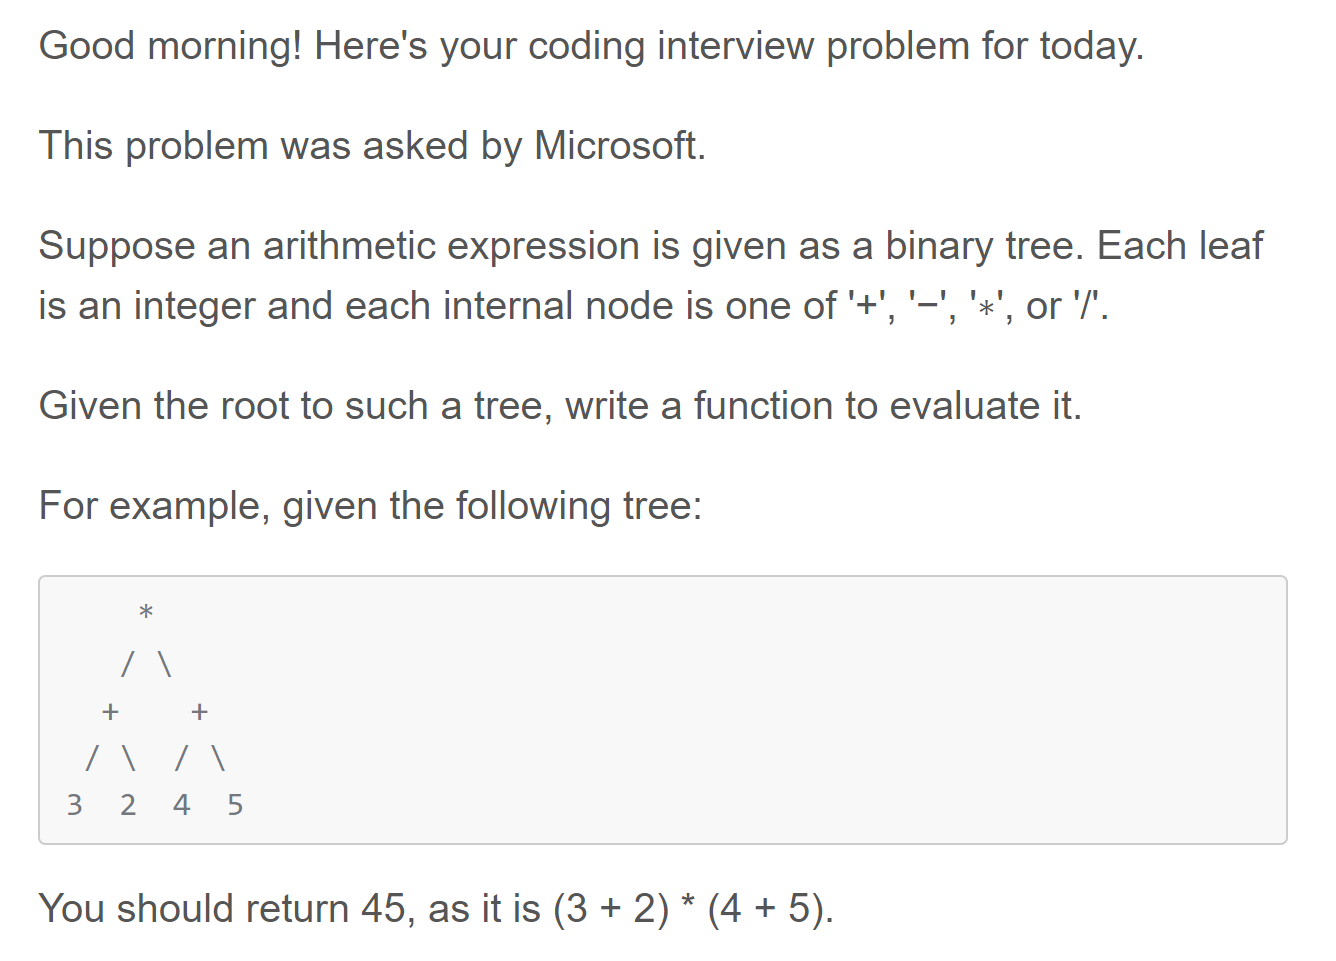 Good morning! Here's your coding interview problem for today.
This problem was asked by Microsoft.
Suppose an arithmetic expression is given as a binary tree. Each leaf
is an integer and each internal node is one of '+', '−', '∗', or '/'.
Given the root to such a tree, write a function to evaluate it.
For example, given the following tree:
    *
   / \
  +    +
 / \  / \
3  2  4  5
You should return 45, as it is (3 + 2) * (4 + 5).